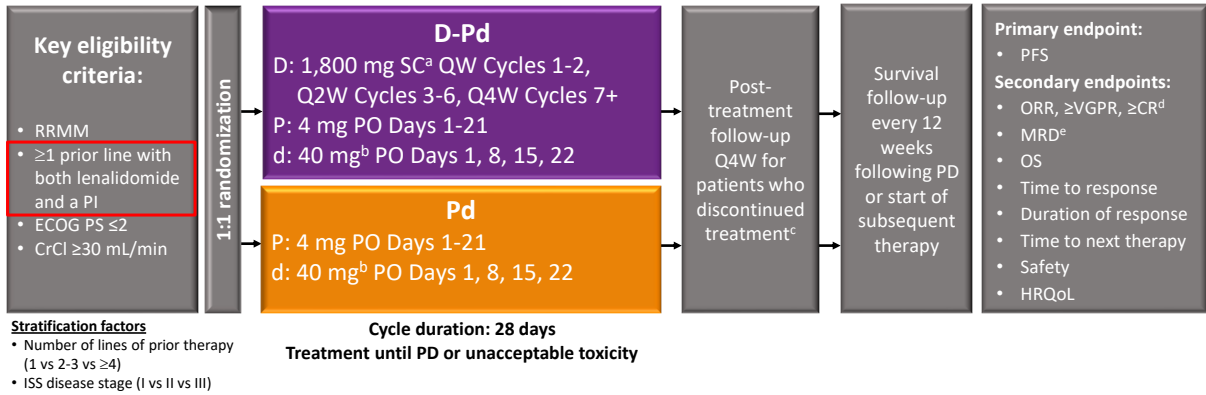 Key eligibility
criteria:
• RRMM
• ≥1 prior line with
both lenalidomide
and a PI
• ECOG PS ≤2
• CrCl ≥30 mL/min
1:1 randomization
D-Pd
D: 1,800 mg SCᵃ QW Cycles 1-2,
Q2W Cycles 3-6, Q4W Cycles 7+
P: 4 mg PO Days 1-21
d: 40 mgᵇ PO Days 1, 8, 15, 22
Pd
P: 4 mg PO Days 1-21
d: 40 mgᵇ PO Days 1, 8, 15, 22
Post-
treatment
follow-up
Q4W for
patients who
discontinued
treatmentᶜ
Survival
follow-up
every 12
weeks
following PD
or start of
subsequent
therapy
Primary endpoint:
• PFS
Secondary endpoints:
• ORR, ≥VGPR, ≥CRᵈ
• MRDᵉ
• OS
• Time to response
• Duration of response
• Time to next therapy
• Safety
• HRQoL
Stratification factors
• Number of lines of prior therapy
(1 vs 2-3 vs ≥4)
• ISS disease stage (I vs II vs III)
Cycle duration: 28 days
Treatment until PD or unacceptable toxicity